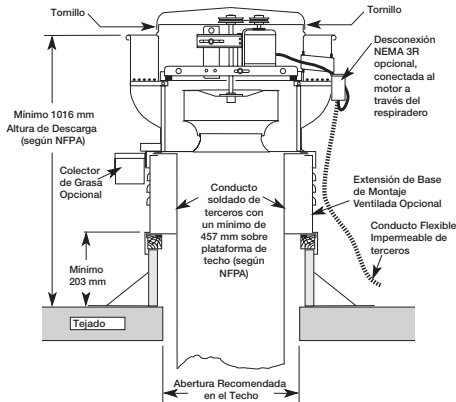 Tornillo
Tornillo
Desconexión
NEMA 3R
opcional,
conectada al
motor a
través del
respiradero
Mínimo 1016 mm
Altura de Descarga
(según NFPA)
Colector
de Grasa
Opcional
Conducto
soldado de
terceros con
un mínimo de
457 mm sobre
plataforma de
techo (según
NFPA)
Extensión de Base
de Montaje
Ventilada Opcional
Conducto Flexible
Impermeable de
terceros
Mínimo
203 mm
Tejado
Abertura Recomendada
en el Techo